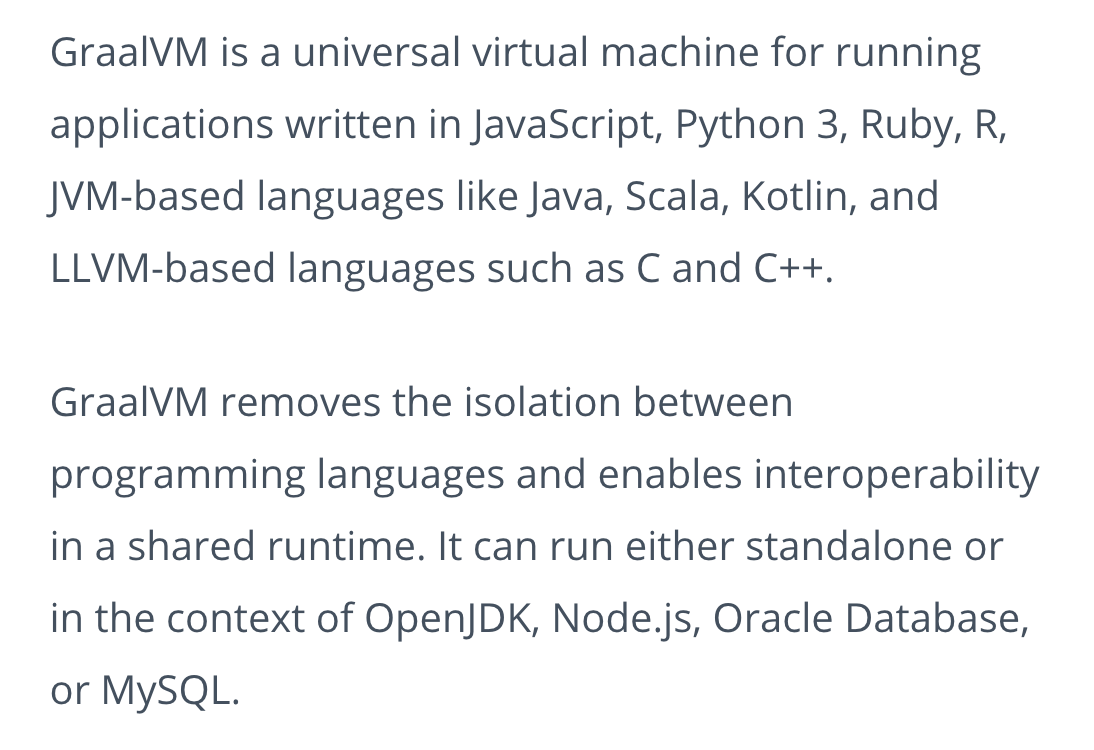 GraalVM is a universal virtual machine for running
applications written in JavaScript, Python 3, Ruby, R,
JVM-based languages like Java, Scala, Kotlin, and
LLVM-based languages such as C and C++.
GraalVM removes the isolation between
programming languages and enables interoperability
in a shared runtime. It can run either standalone or
in the context of OpenJDK, Node.js, Oracle Database,
or MySQL.